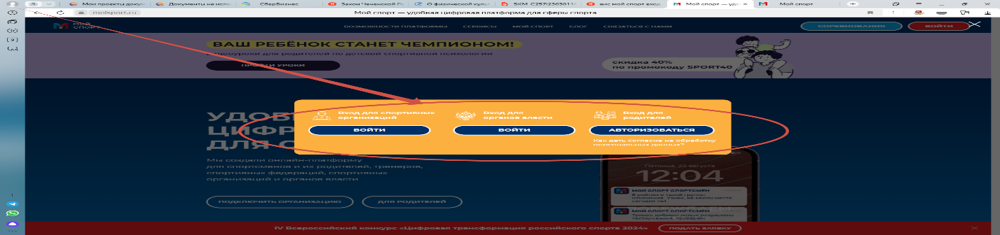 Мои проекты доку
Документы на испо
СберБизнес
Закон Чеченской Ре
О физической куль
SKM_C257i2303011
аис мой спорт вход
Мой спорт — удо
Мой спорт
moisport.ru
Мой спорт — удобная цифровая платформа для сферы спорта
МОЙ СПОРТ
ВОЗМОЖНОСТИ ПЛАТФОРМЫ
СЕРВИСЫ
МОЙ СПОРТ
БЛОГ
СВЯЗАТЬСЯ С НАМИ
СОРЕВНОВАНИЯ
ВОЙТИ
ВАШ РЕБЁНОК СТАНЕТ ЧЕМПИОНОМ!
для родителей по детской спортивной психологии
УРОКИ
скидка 40%
по промокоду SPORT40
Вход для спортивных
организаций
ВОЙТИ
Вход для
органов власти
ВОЙТИ
Вход для
родителей
АВТОРИЗОВАТЬСЯ
Как дать согласие на обработку
персональных данных?
УДОБ
ЦИФР
ДЛЯ С
Мы создали онлайн-платформу
для спортсменов и их родителей, тренеров,
спортивных федераций, спортивных
организаций и органов власти
ПОДКЛЮЧИТЬ ОРГАНИЗАЦИЮ
ДЛЯ РОДИТЕЛЕЙ
Пятница, 25 августа
12:04
МОЙ СПОРТ СПОРТСМЕН
МОЙ СПОРТ СПОРТСМЕН
IV Всероссийский конкурс «Цифровая трансформация российского спорта 2024»
ПОДАТЬ ЗАЯВКУ